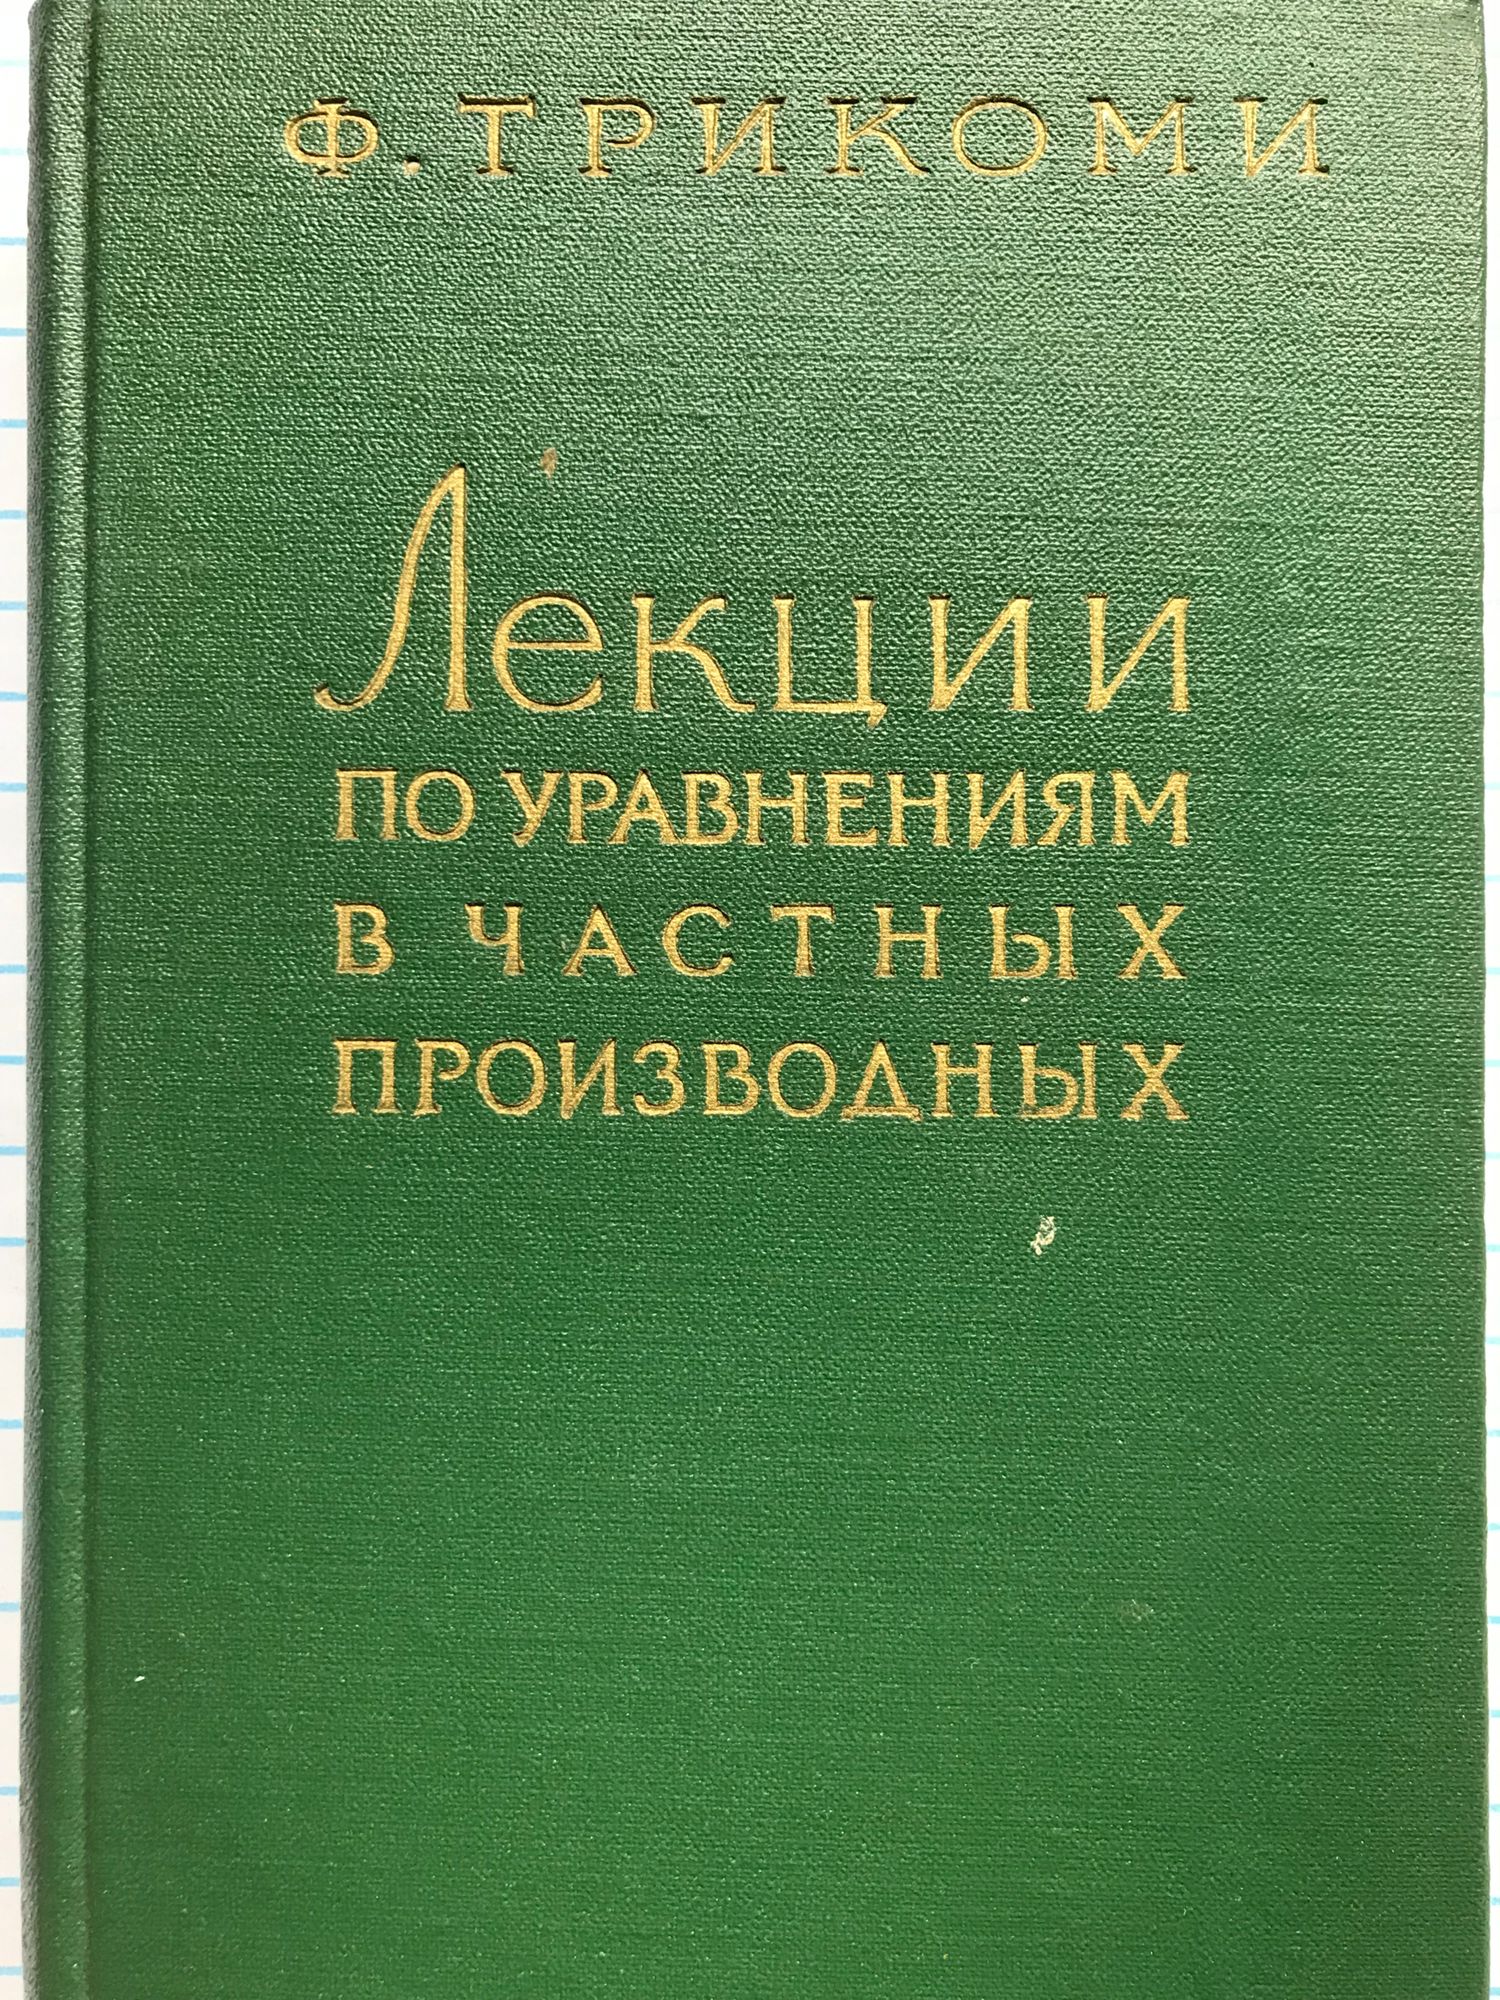 Ф. ТРИКОМИ
Лекции
ПО УРАВНЕНИЯМ
В ЧАСТНЫХ
ПРОИЗВОДНЫХ